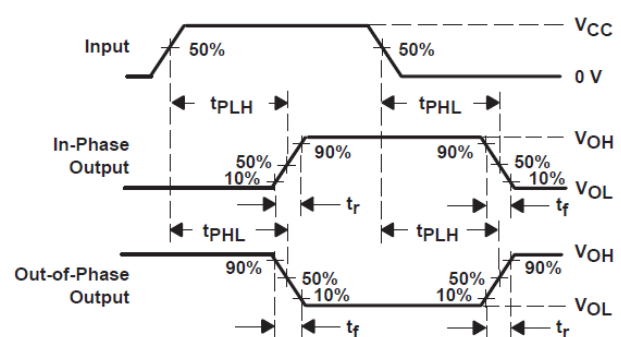 Input
50%
50%
VCC
0 V
tPLH
tPHL
In-Phase
Output
50%
10%
90%
90%
50%
10%
VOH
VOL
tr
tf
tPHL
tPLH
Out-of-Phase
Output
90%
50%
10%
50%
10%
90%
VOH
VOL
tf
tr